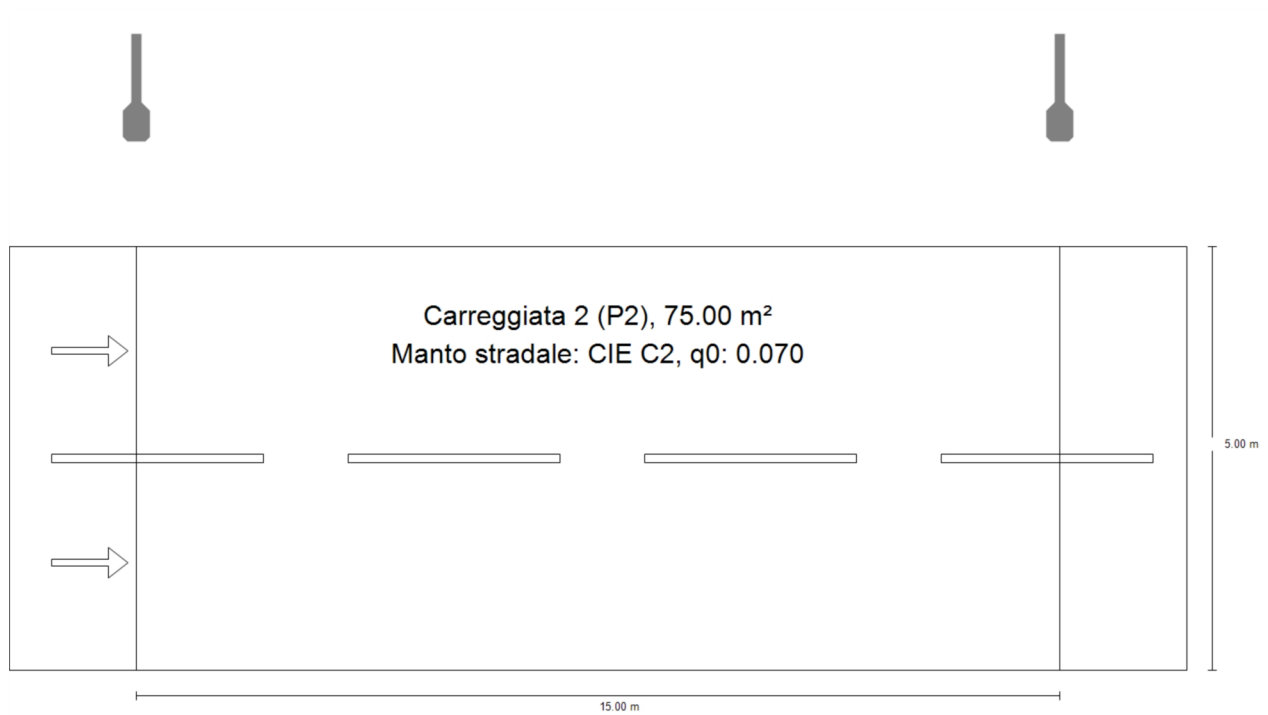 Carreggiata 2 (P2), 75.00 m²
Manto stradale: CIE C2, q0: 0.070
5.00 m
15.00 m